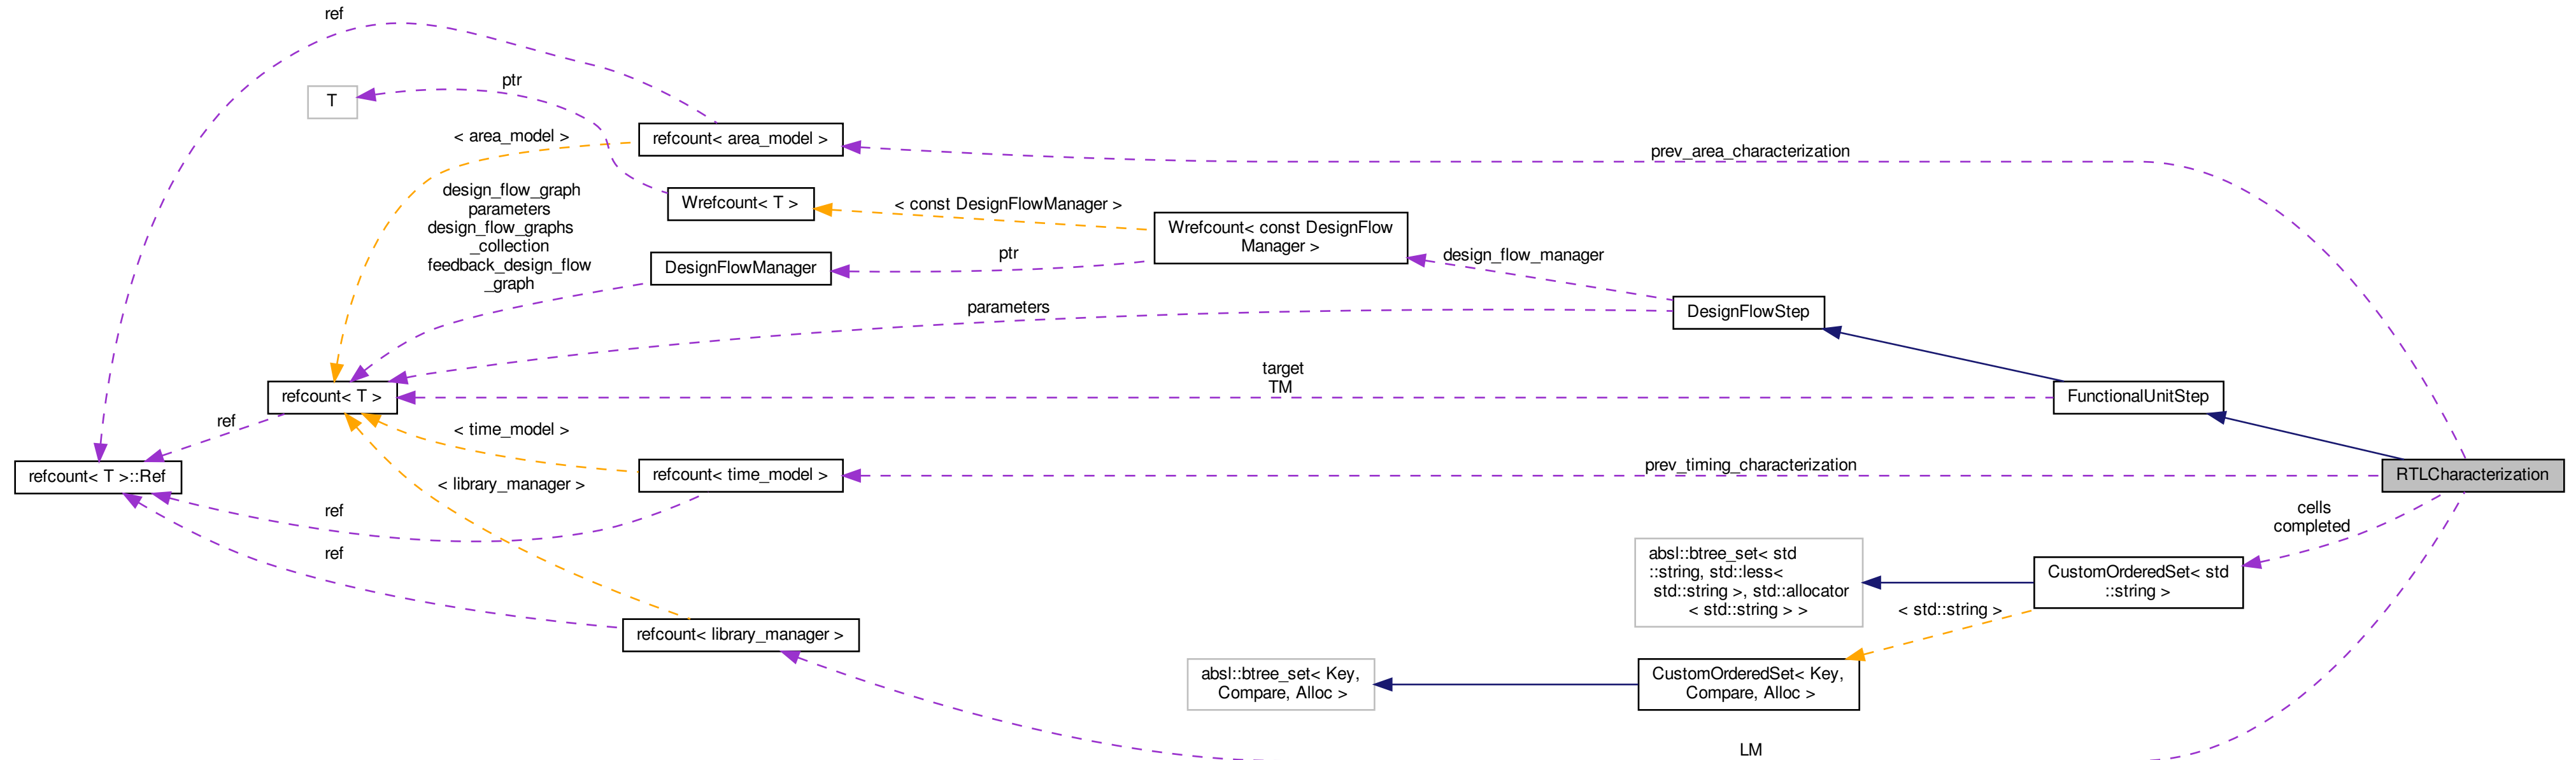 ref
ptr
T
< area_model >
refcount< area_model >
prev_area_characterization
design_flow_graph
parameters
design_flow_graphs
_collection
feedback_design_flow
_graph
Wrefcount< T >
< const DesignFlowManager >
Wrefcount< const DesignFlow
Manager >
DesignFlowManager
ptr
design_flow_manager
parameters
DesignFlowStep
target
TM
refcount< T >
FunctionalUnitStep
ref
< time_model >
refcount< T >::Ref
refcount< time_model >
prev_timing_characterization
RTLCharacterization
< library_manager >
ref
cells
completed
ref
absl::btree_set< std
::string, std::less<
std::string >, std::allocator
< std::string > >
CustomOrderedSet< std
::string >
< std::string >
refcount< library_manager >
absl::btree_set< Key,
Compare, Alloc >
CustomOrderedSet< Key,
Compare, Alloc >
LM